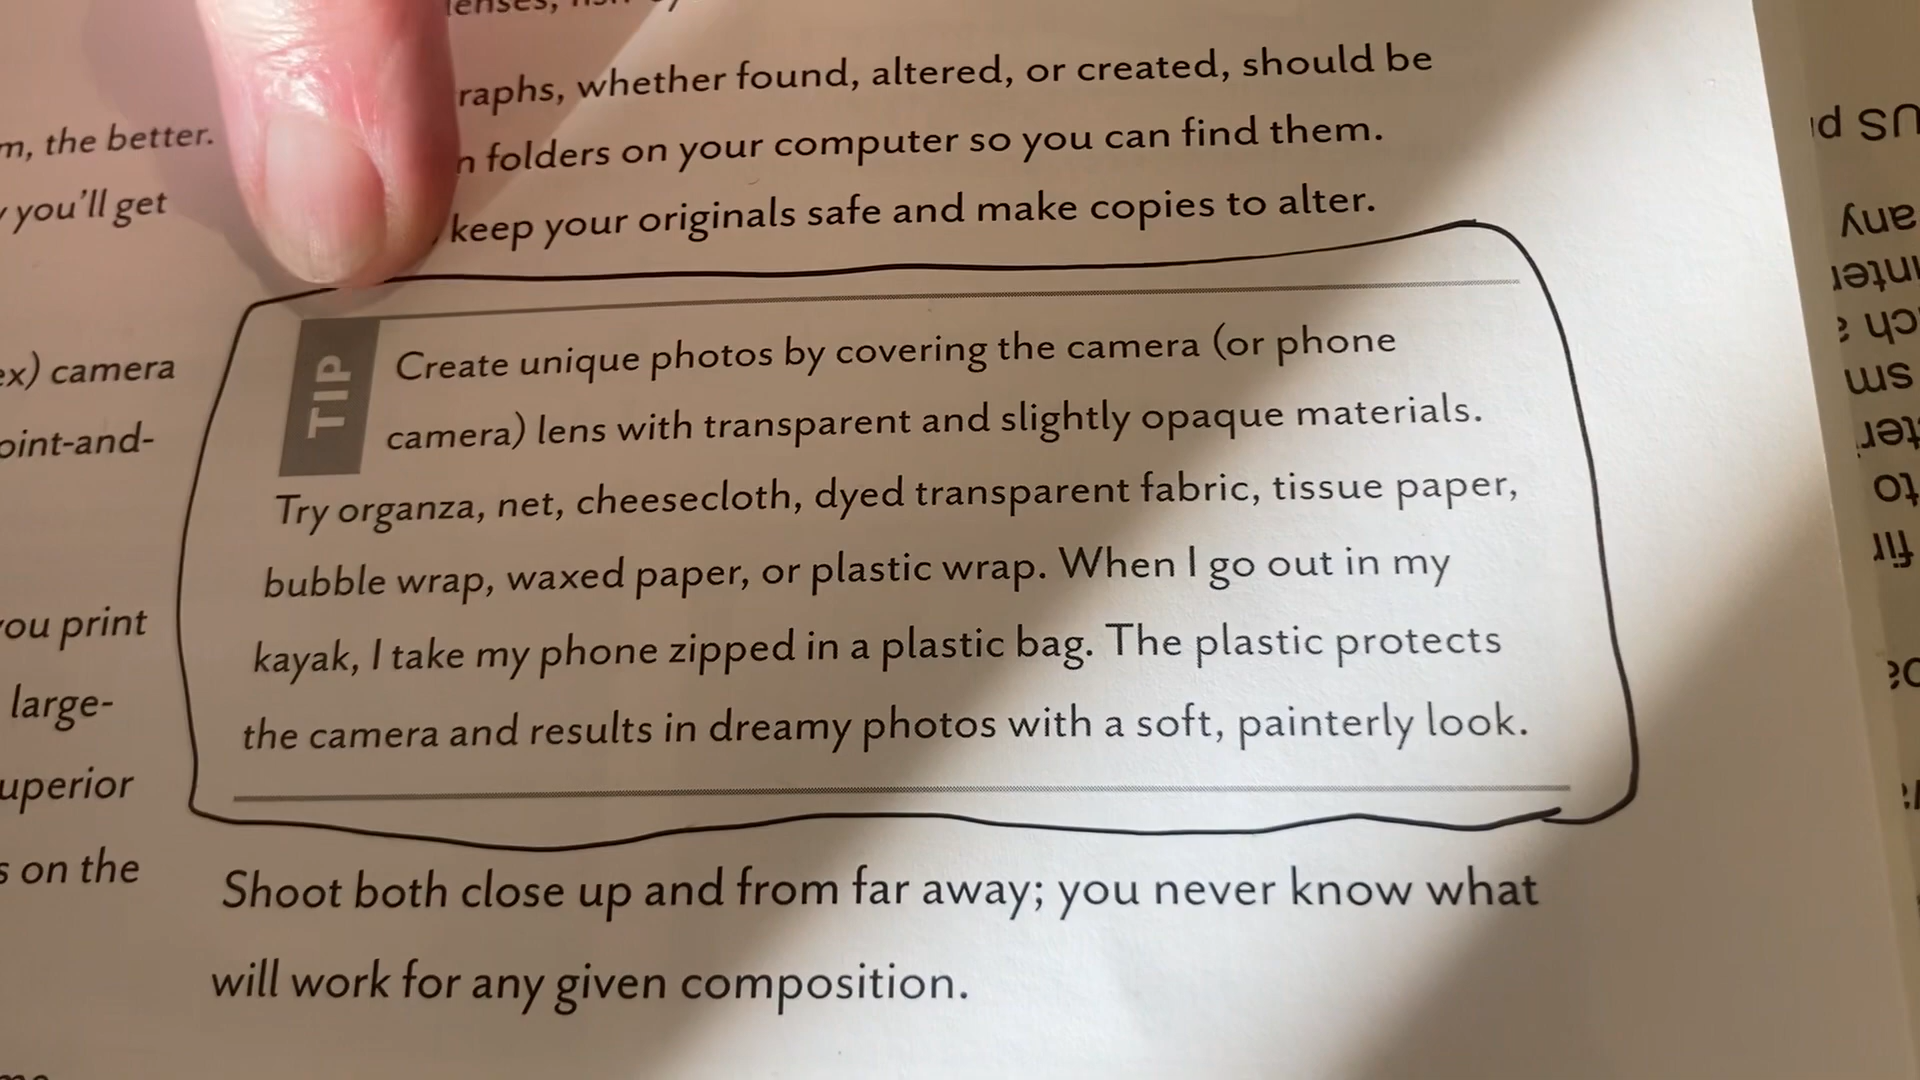 raphs, whether found, altered, or created, should be
n folders on your computer so you can find them.
keep your originals safe and make copies to alter.
TIP
Create unique photos by covering the camera (or phone
camera) lens with transparent and slightly opaque materials.
Try organza, net, cheesecloth, dyed transparent fabric, tissue paper,
bubble wrap, waxed paper, or plastic wrap. When I go out in my
kayak, I take my phone zipped in a plastic bag. The plastic protects
the camera and results in dreamy photos with a soft, painterly look.
Shoot both close up and from far away; you never know what
will work for any given composition.
m, the better.
you'll get
ex) camera
oint-and-
ou print
large-
uperior
s on the
US
any
to